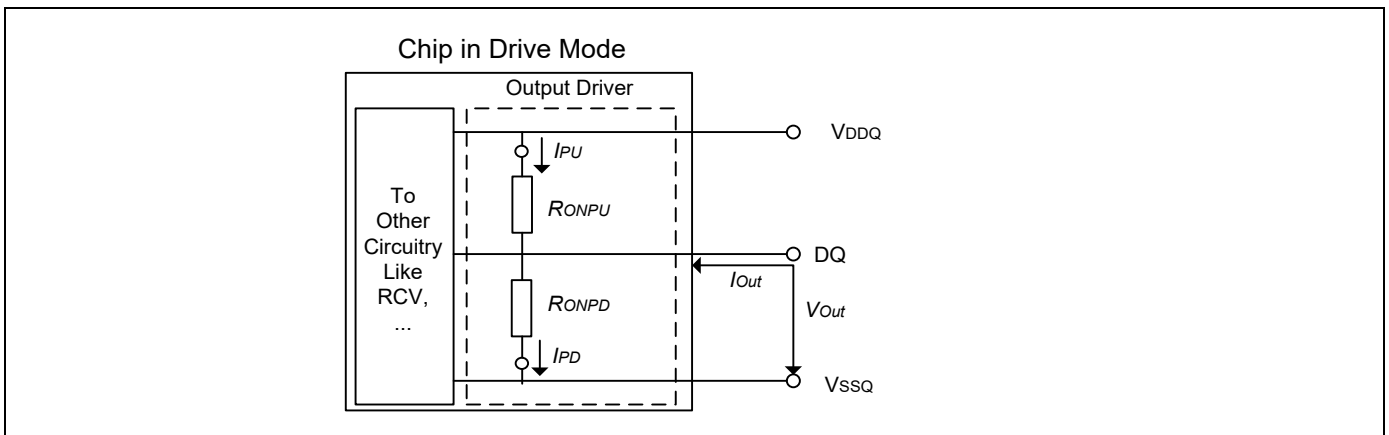 Chip in Drive Mode
Output Driver
VDDQ
IPU
To
Other
Circuitry
Like
RCV,
...
RONPU
DQ
IOut
RONPD
VOut
IPD
VSSQ